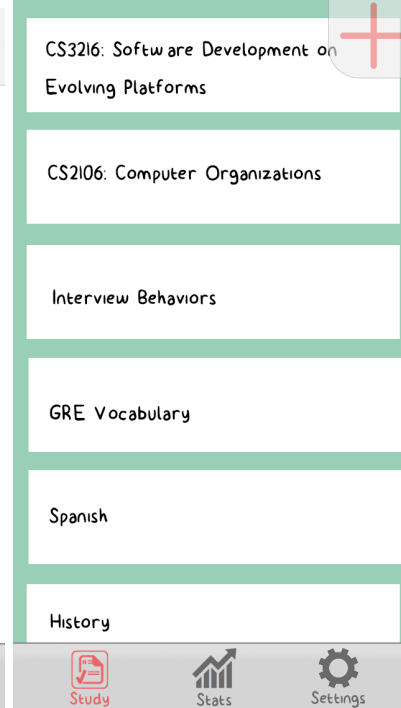 CS3216: Software Development on
Evolving Platforms
CS2106: Computer Organizations
Interview Behaviors
GRE Vocabulary
Spanish
History
Study
Stats
Settings